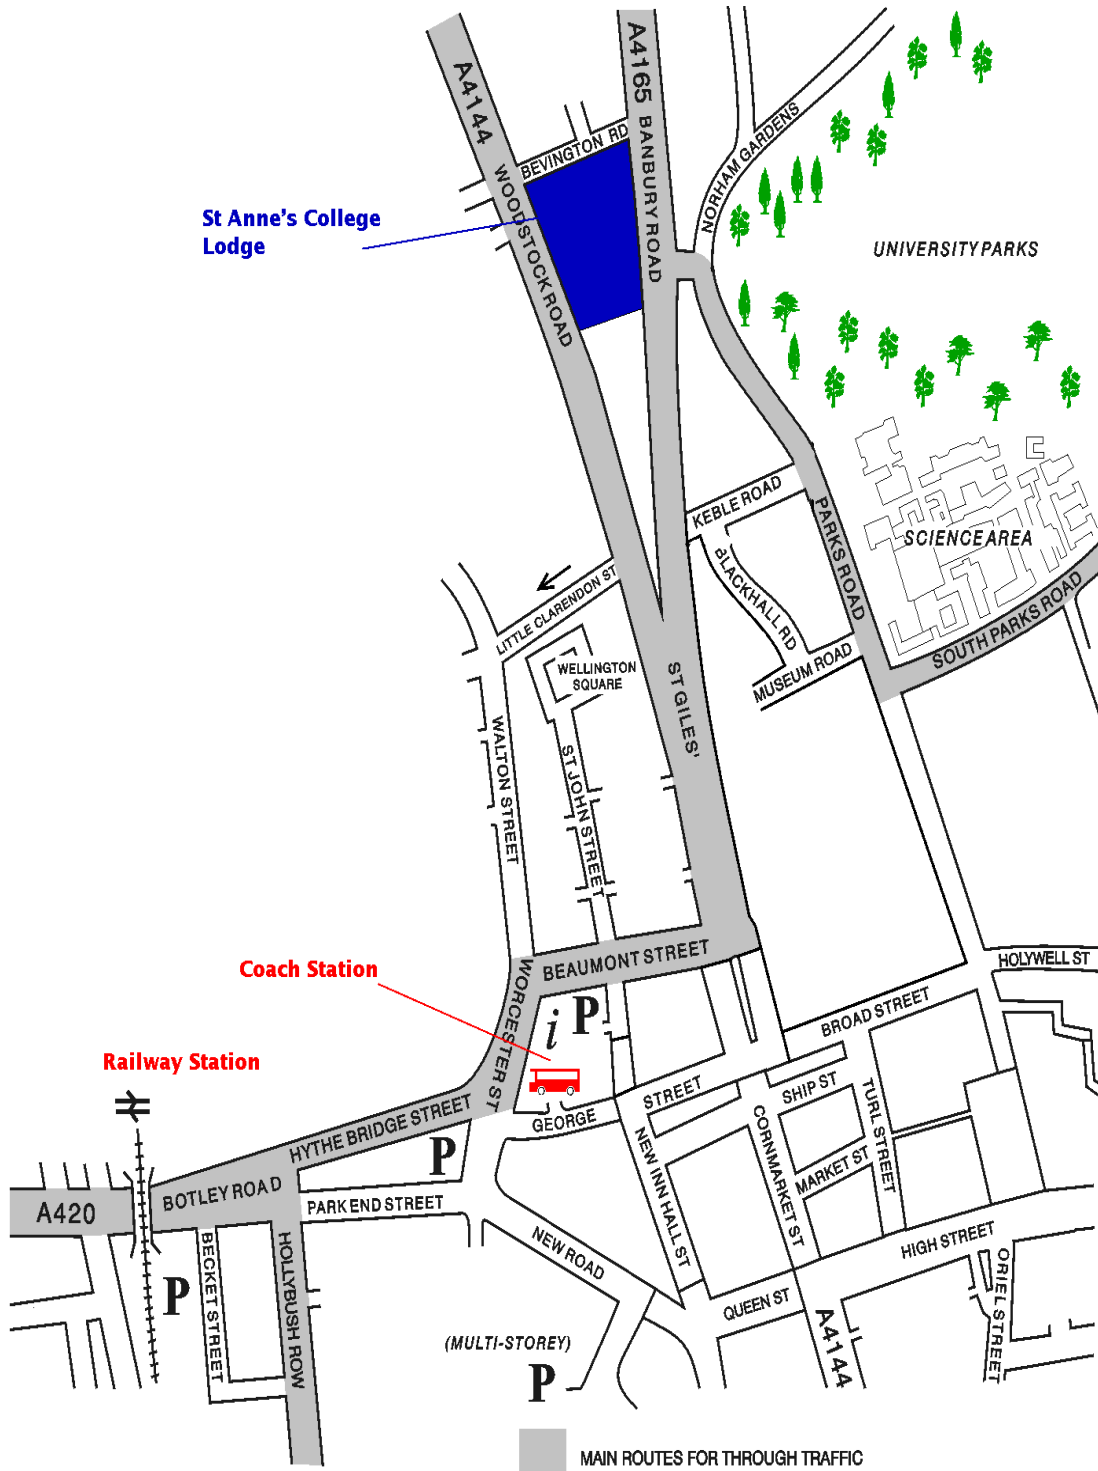 A4144
A4165
BEVINGTON RD
BANBURY ROAD
NORHAM GARDENS
WOODSTOCK ROAD
St Anne's College
Lodge
UNIVERSITY PARKS
KEBLE ROAD
PARKS ROAD
SCIENCE AREA
BLACKHALL RD
LITTLE CLARENDON ST
SOUTH PARKS ROAD
MUSEUM ROAD
WELLINGTON
SQUARE
ST GILES'
WALTON STREET
ST JOHN STREET
BEAUMONT STREET
HOLYWELL ST
Coach Station
WORCESTER ST
P
i
BROAD STREET
Railway Station
STREET
SHIP ST
GEORGE
HYTHE BRIDGE STREET
P
NEW INN HALL ST
CORNMARKET ST
TURL STREET
MARKET ST
BOTLEY ROAD
A420
PARK END STREET
NEW ROAD
HIGH STREET
BECKET STREET
HOLLYBUSH ROW
P
QUEEN ST
ORIEL STREET
A4144
(MULTI-STOREY)
P
MAIN ROUTES FOR THROUGH TRAFFIC